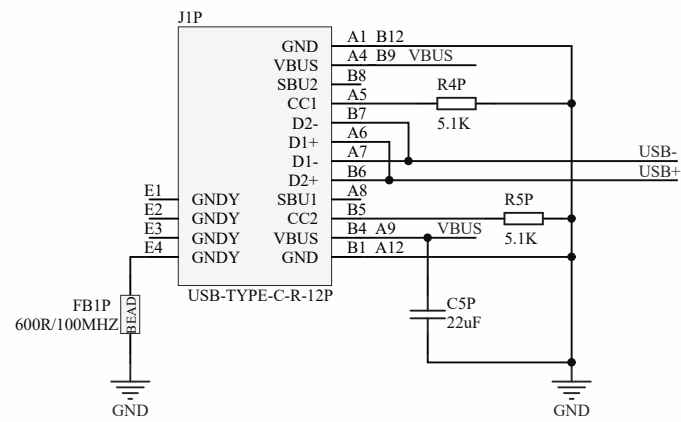 J1P
GND A1 B12
VBUS A4 B9 VBUS
SBU2 B8
CC1 A5 R4P
5.1K
D2- B7
D1+ A6
D1- A7 USB-
D2+ B6 USB+
E1 GNDY SBU1 A8 R5P
E2 GNDY CC2 B5
5.1K
E3 GNDY VBUS B4 A9 VBUS
E4 GNDY GND B1 A12
USB-TYPE-C-R-12P
FB1P
600R/100MHZ
BEAD
C5P
22uF
GND
GND